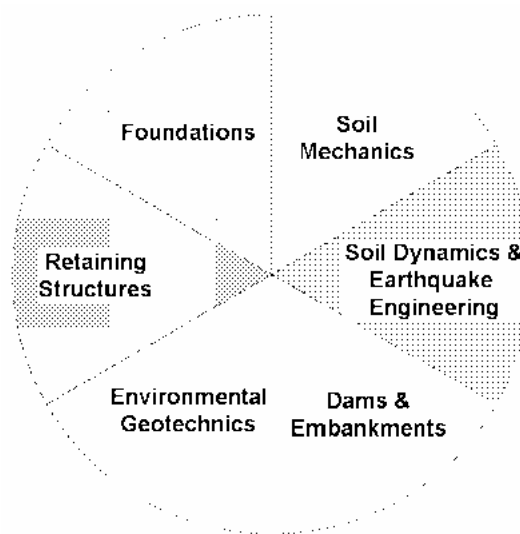 Foundations
Soil
Mechanics
Retaining
Structures
Soil Dynamics &
Earthquake
Engineering
Environmental
Geotechnics
Dams &
Embankments